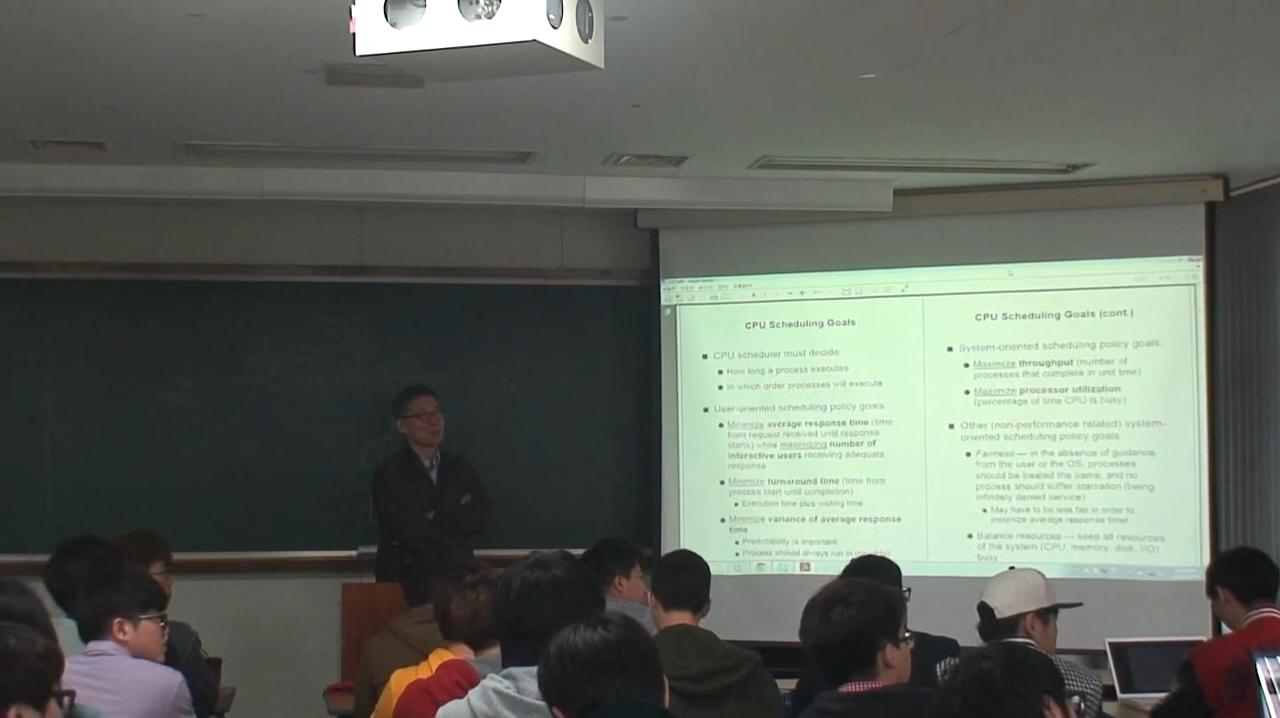 CPU Scheduling Goals
CPU scheduler must decide
How long a process executes
In which order processes will execute
User-oriented scheduling policy goals
Minimize average response time (time
from request received until response
starts) while maximizing number of
interactive users receiving adequate
response
Minimize turnaround time (time from
process start until completion)
Execution time plus waiting time
Minimize variance of average response
time
Predictability is important
Process should always run in
CPU Scheduling Goals (cont.)
System-oriented scheduling policy goals:
Maximize throughput (number of
processes that complete in unit time)
Maximize processor utilization
(percentage of time CPU is busy)
Other (non-performance related) system-
oriented scheduling policy goals:
Fairness — in the absence of guidance
from the user or the OS, processes
should be treated the same, and no
process should suffer starvation (being
infinitely denied service)
May have to be less fair in order to
minimize average response time!
Balance resources — keep all resources
of the system (CPU, memory, disk, I/O)
busy